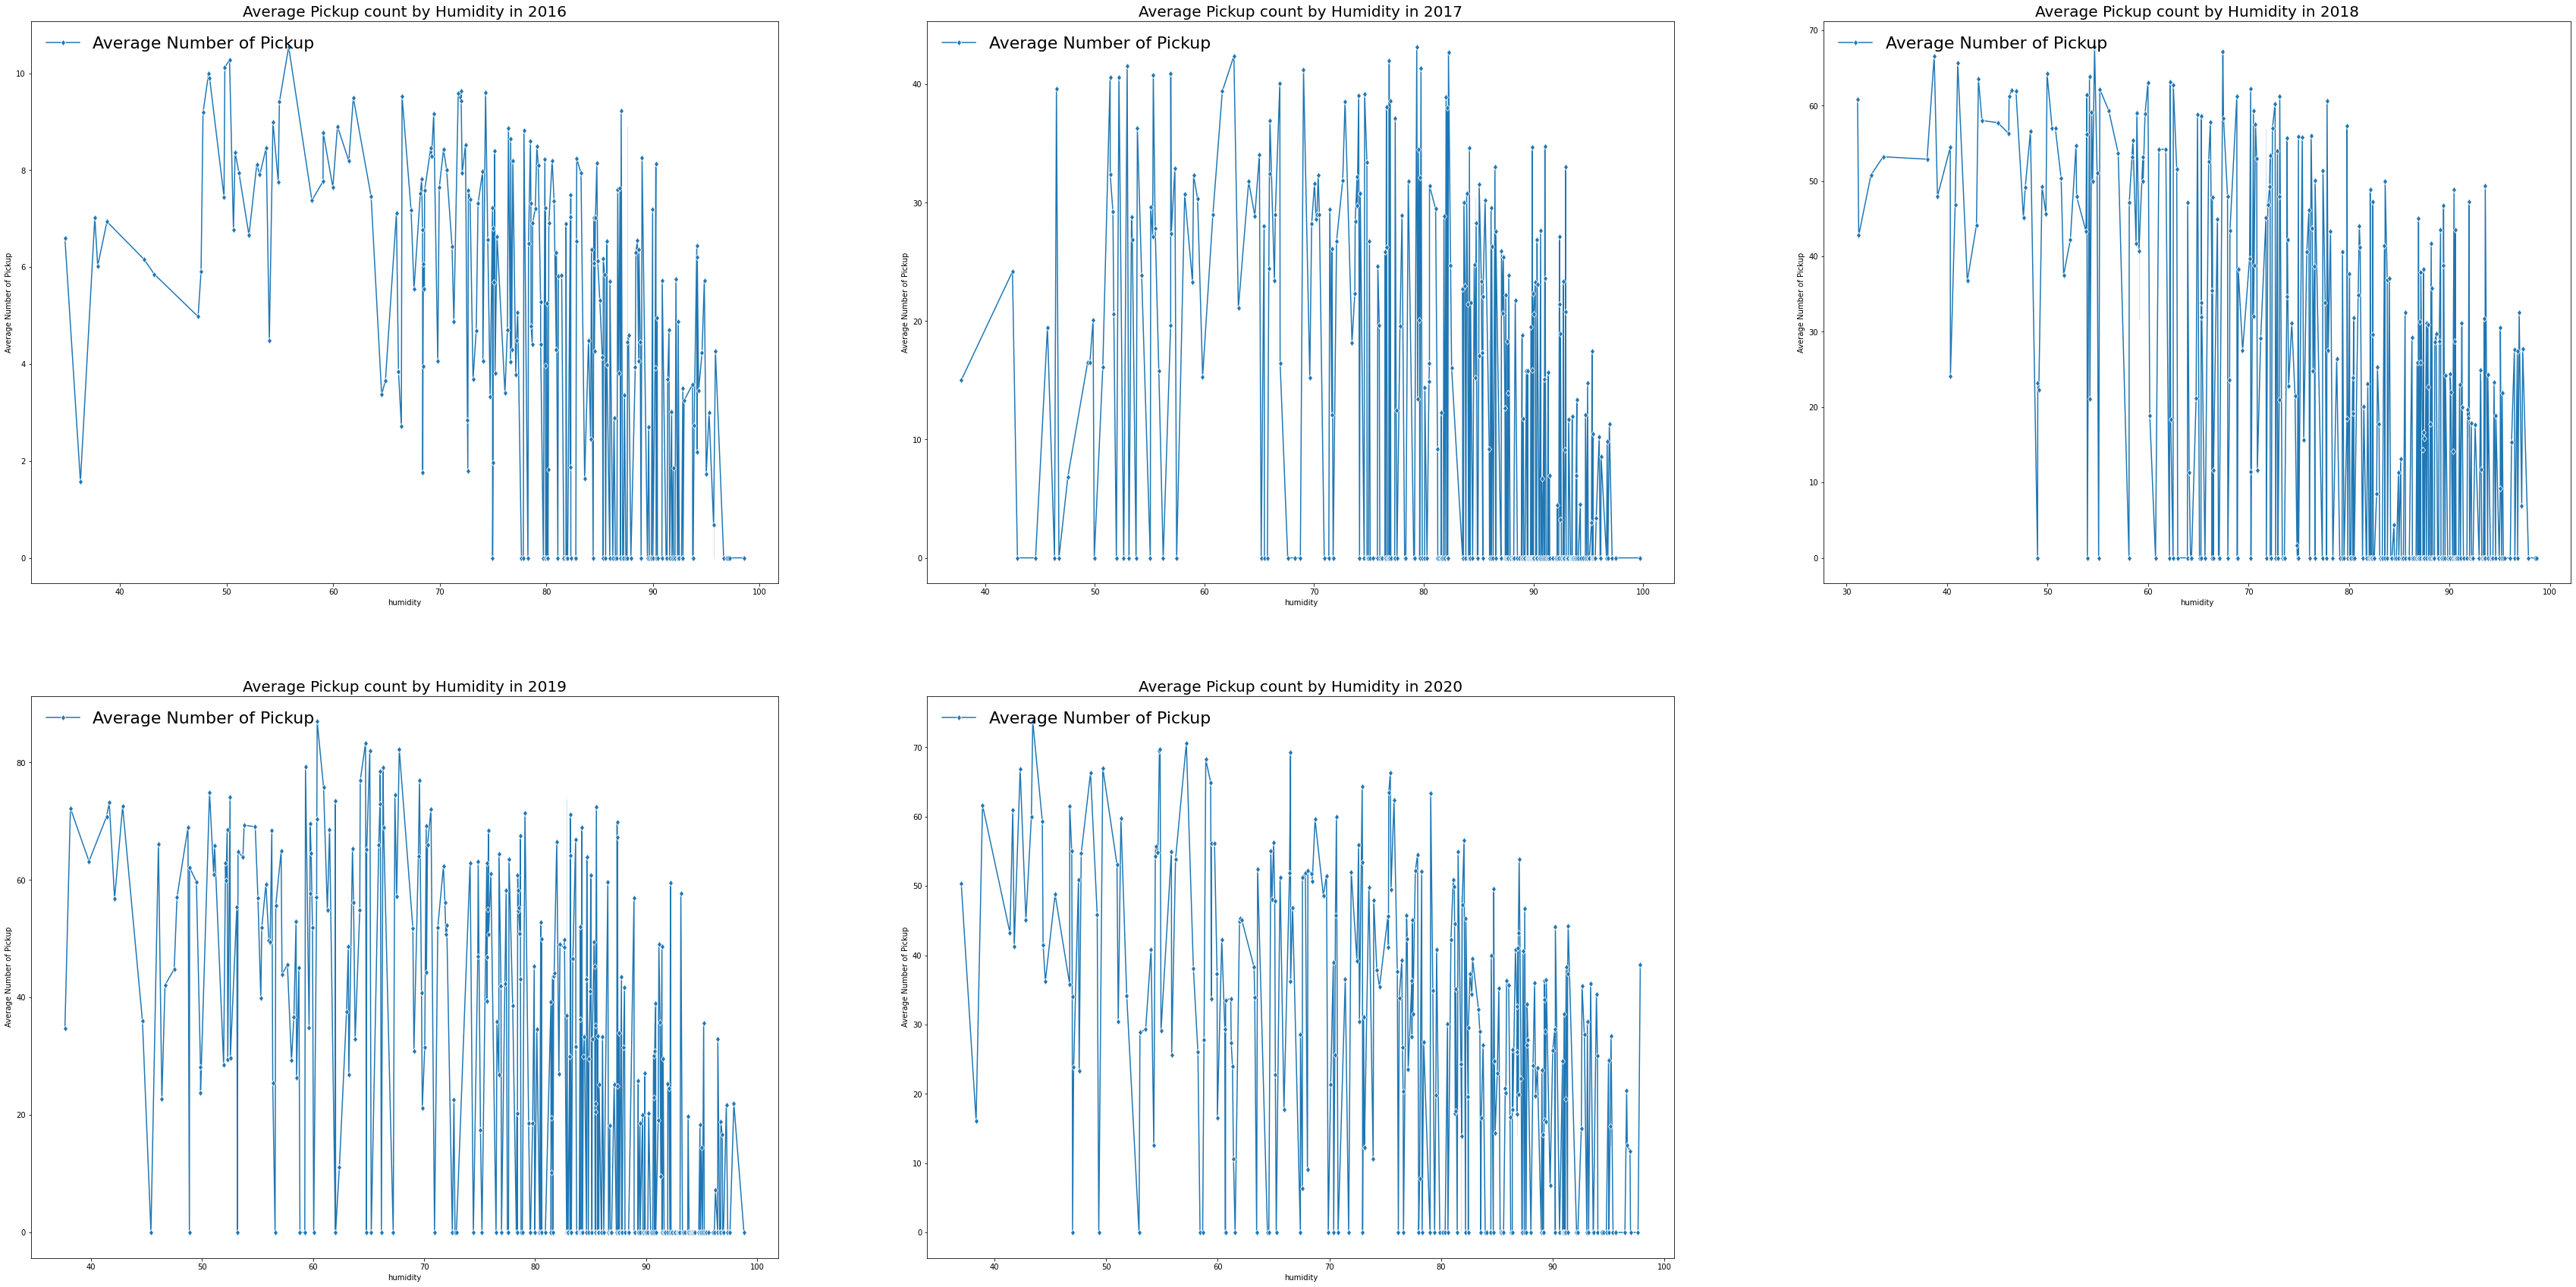 Average Pickup count by Humidity in 2016
Average Number of Pickup
Average Number of Pickup
10
8
6
4
2
0
40 50 60 70 80 90 100
humidity
Average Pickup count by Humidity in 2017
Average Number of Pickup
Average Number of Pickup
40
30
20
10
0
40 50 60 70 80 90 100
humidity
Average Pickup count by Humidity in 2018
Average Number of Pickup
Average Number of Pickup
70
60
50
40
30
20
10
0
30 40 50 60 70 80 90 100
humidity
Average Pickup count by Humidity in 2019
Average Number of Pickup
Average Number of Pickup
80
60
40
20
0
40 50 60 70 80 90 100
humidity
Average Pickup count by Humidity in 2020
Average Number of Pickup
Average Number of Pickup
70
60
50
40
30
20
10
0
40 50 60 70 80 90 100
humidity